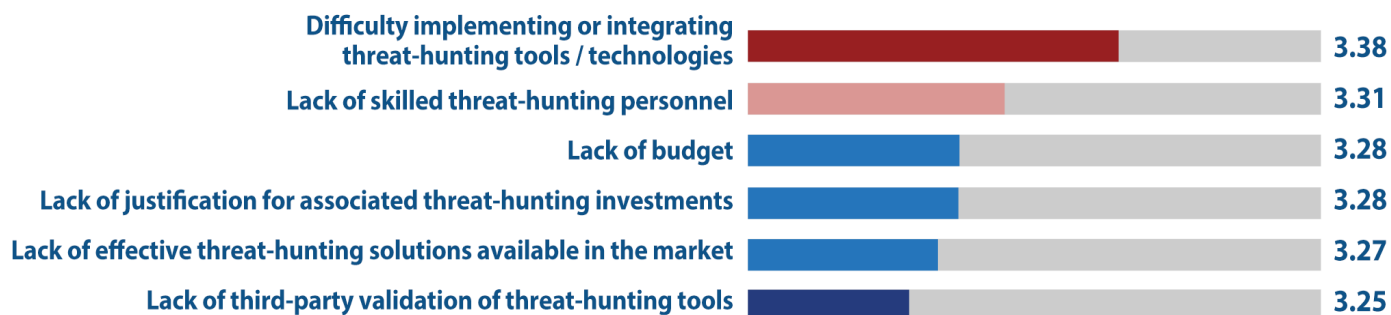 Difficulty implementing or integrating
threat-hunting tools / technologies
3.38
Lack of skilled threat-hunting personnel
3.31
Lack of budget
3.28
Lack of justification for associated threat-hunting investments
3.28
Lack of effective threat-hunting solutions available in the market
3.27
Lack of third-party validation of threat-hunting tools
3.25